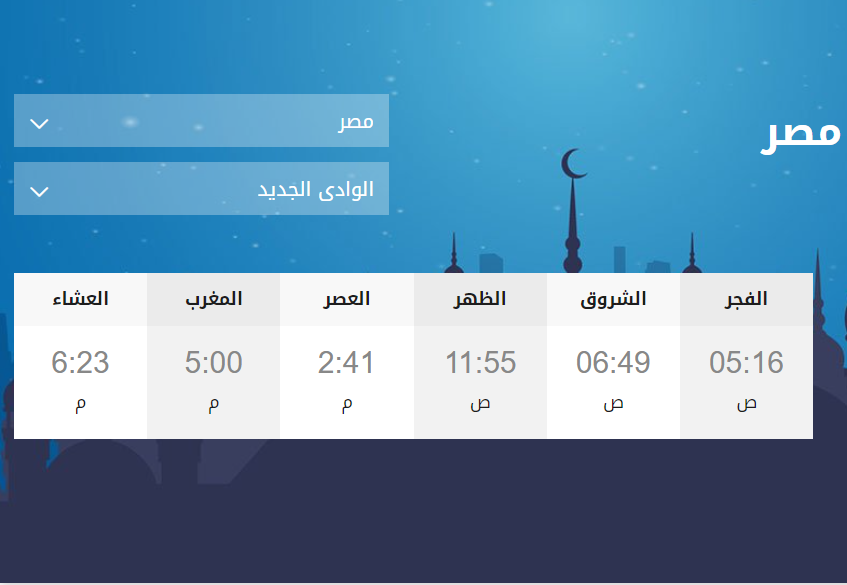 مصر
مصر
الوادى الجديد
الفجر الشروق الظهر العصر المغرب العشاء
05:16 06:49 11:55 2:41 5:00 6:23
ص ص ص م م م